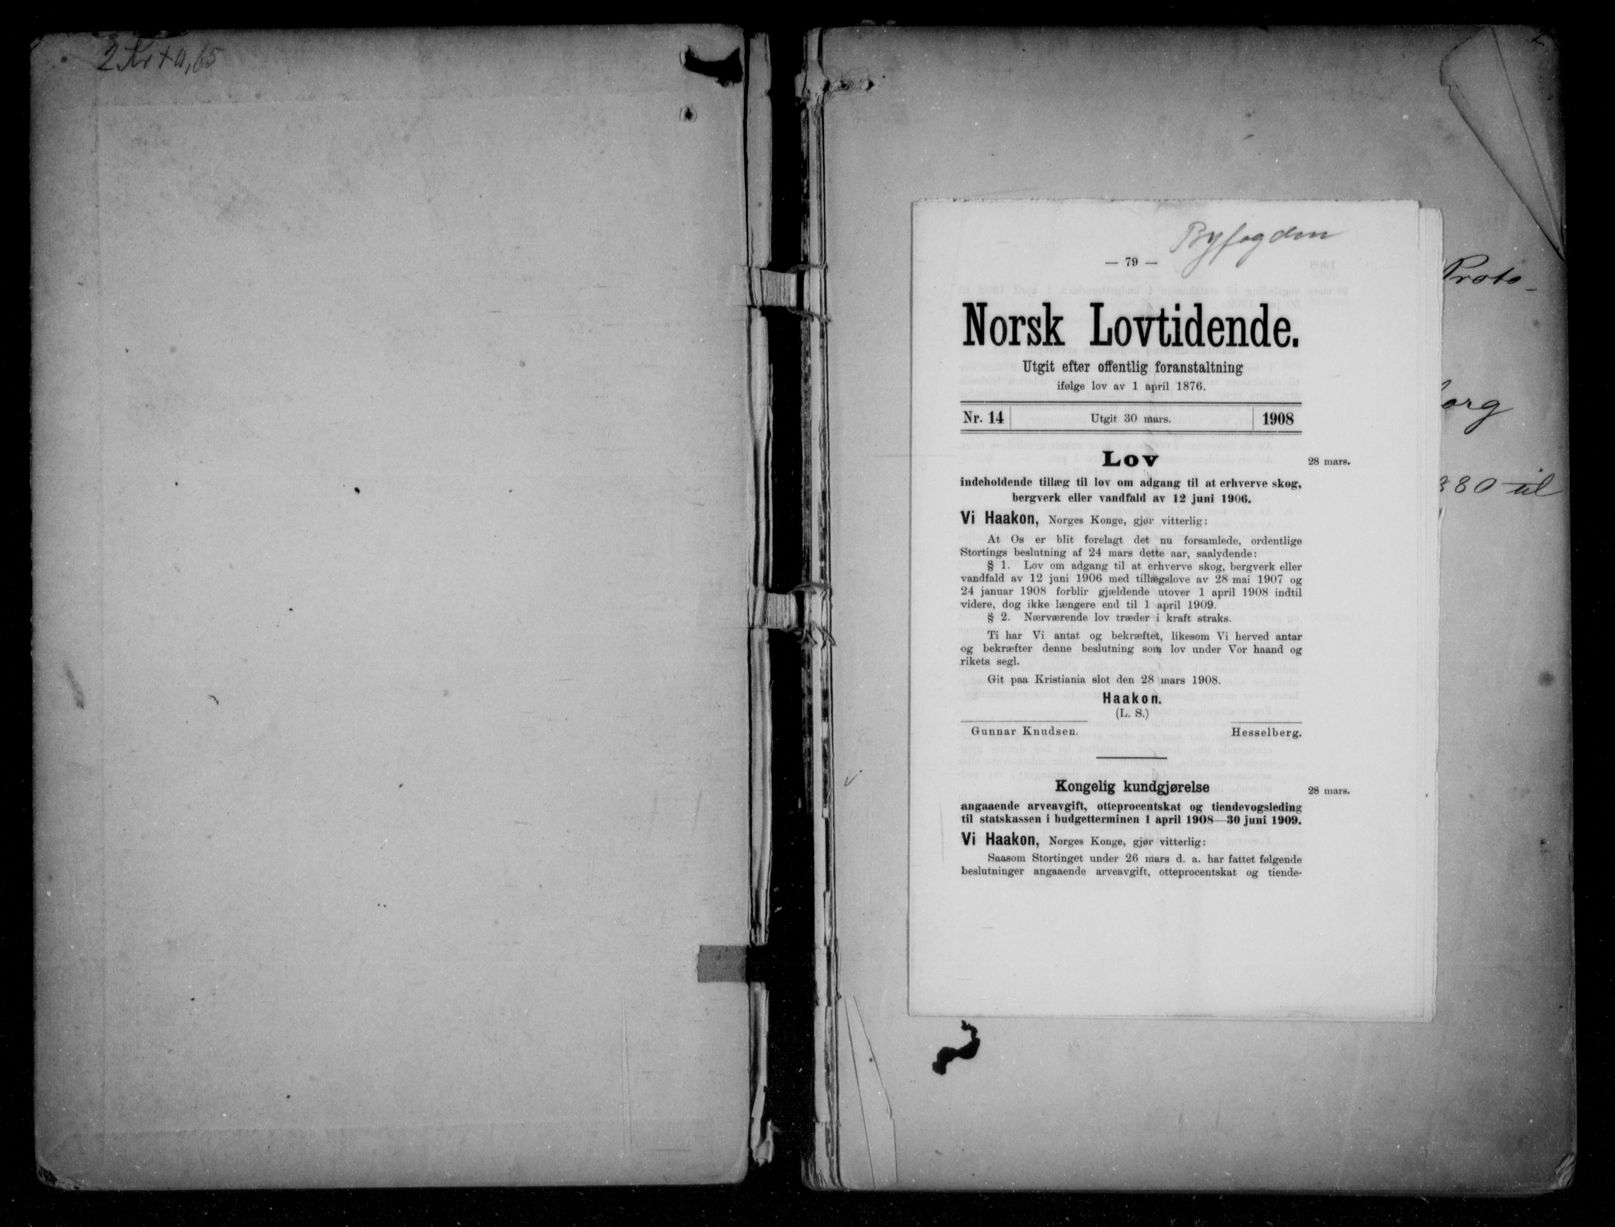 2 Kr + 0,65
Byfogden
— 79 —
Norsk Lovtidende.
Utgit efter offentlig foranstaltning
ifølge lov av 1 april 1876.
Nr. 14 Utgit 30 mars. 1908
Lov 28 mars.
indeholdende tillæg til lov om adgang til at erhverve skog,
bergverk eller vandfald av 12 juni 1906.
Vi Haakon, Norges Konge, gjør vitterlig:
At Os er blit forelagt det nu forsamlede, ordentlige
Stortings beslutning af 24 mars dette aar, saalydende:
§ 1. Lov om adgang til at erhverve skog, bergverk eller
vandfald av 12 juni 1906 med tillægslove av 28 mai 1907 og
24 januar 1908 forblir gjældende utover 1 april 1908 indtil
videre, dog ikke længere end til 1 april 1909.
§ 2. Nærværende lov træder i kraft straks.
Ti har Vi antat og bekræftet, likesom Vi herved antar
og bekræfter denne beslutning som lov under Vor haand og
rikets segl.
Git paa Kristiania slot den 28 mars 1908.
Haakon.
(L. S.)
Gunnar Knudsen. Hesselberg.
Kongelig kundgjørelse 28 mars.
angaaende arveavgift, otteprocentskat og tiendevogsleding
til statskassen i budgetterminen 1 april 1908—30 juni 1909.
Vi Haakon, Norges Konge, gjør vitterlig:
Saasom Stortinget under 26 mars d. a. har fattet følgende
beslutninger angaaende arveavgift, otteprocentskat og tiende-
Proto-
org
880 til